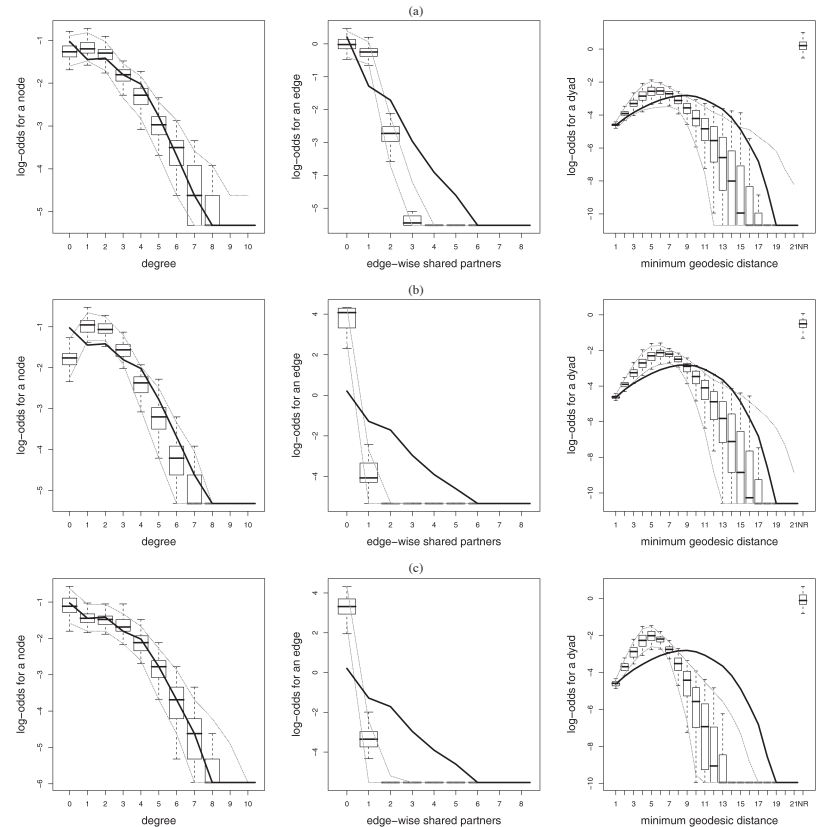 (a)
log−odds for a node
−1
−2
−3
−4
−5
0 1 2 3 4 5 6 7 8 9 10
degree
log−odds for an edge
0
−1
−2
−3
−4
−5
0 1 2 3 4 5 6 7 8
edge−wise shared partners
log−odds for a dyad
0
−2
−4
−6
−8
−10
1 3 5 7 9 11 13 15 17 19 21NR
minimum geodesic distance
(b)
log−odds for a node
−1
−2
−3
−4
−5
0 1 2 3 4 5 6 7 8 9 10
degree
log−odds for an edge
4
2
0
−2
−4
0 1 2 3 4 5 6 7 8
edge−wise shared partners
log−odds for a dyad
0
−2
−4
−6
−8
−10
1 3 5 7 9 11 13 15 17 19 21NR
minimum geodesic distance
(c)
log−odds for a node
−1
−2
−3
−4
−5
−6
0 1 2 3 4 5 6 7 8 9 10
degree
log−odds for an edge
4
2
0
−2
−4
0 1 2 3 4 5 6 7 8
edge−wise shared partners
log−odds for a dyad
0
−2
−4
−6
−8
−10
1 3 5 7 9 11 13 15 17 19 21NR
minimum geodesic distance